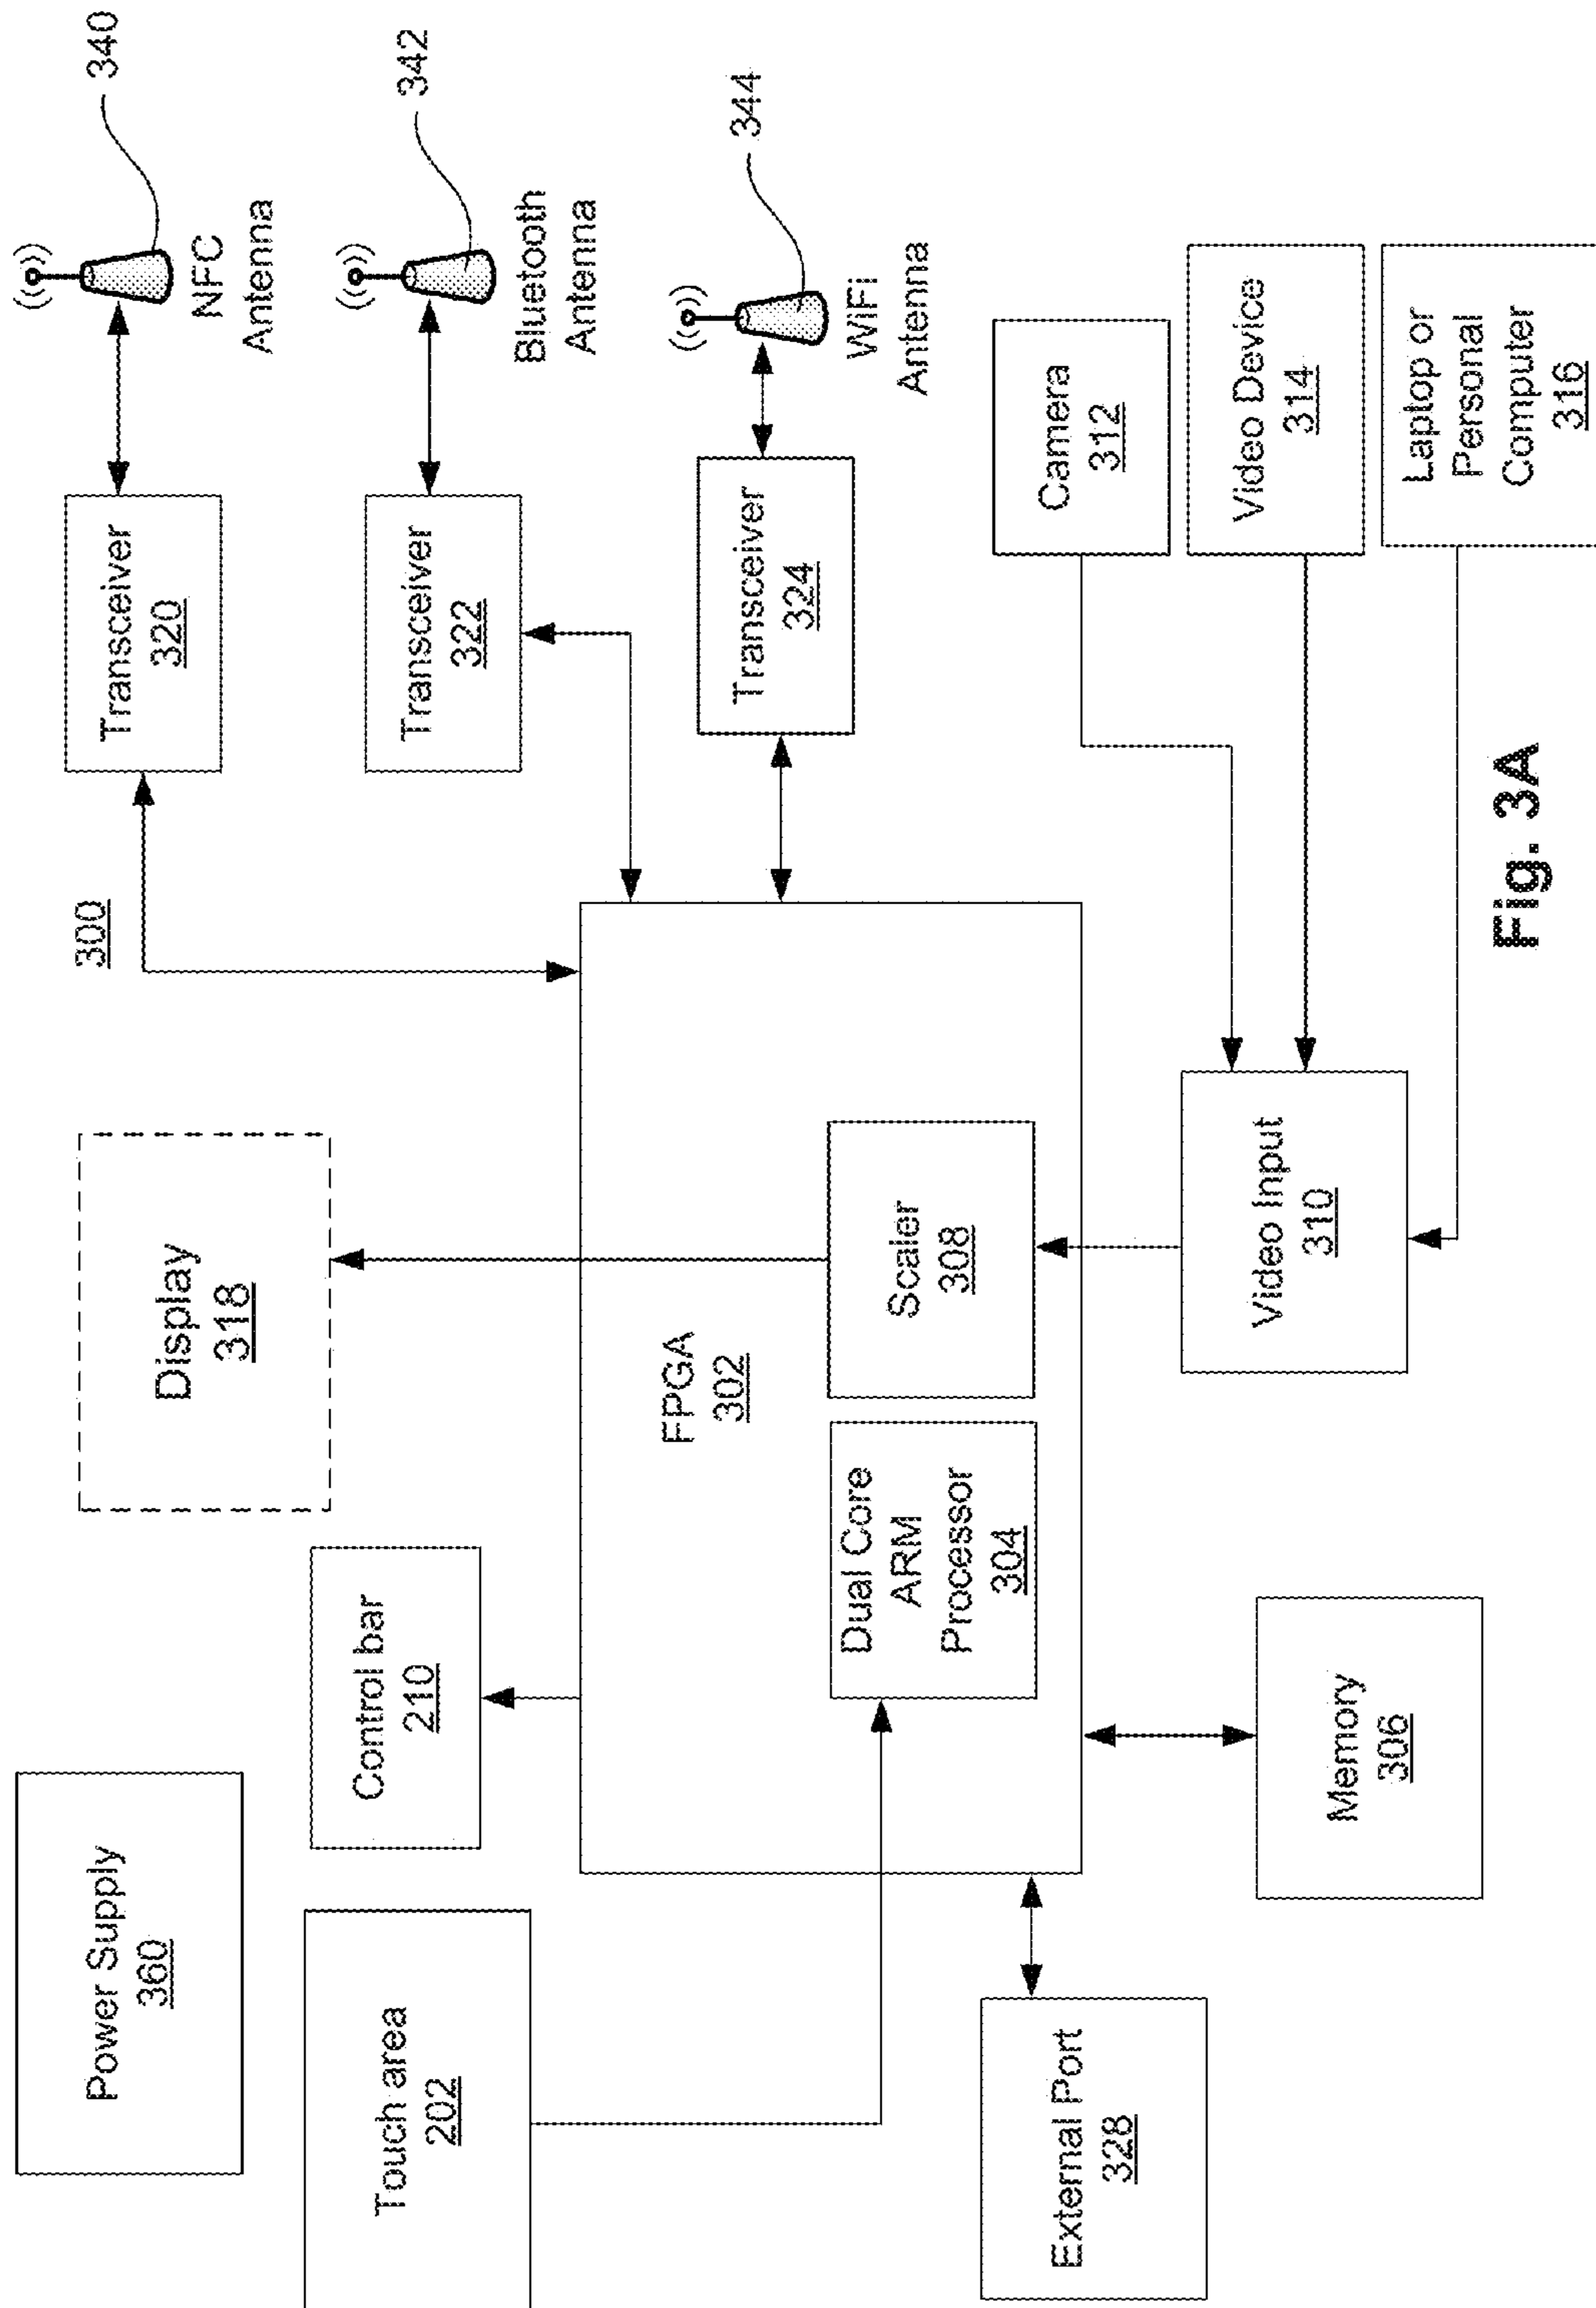 300
Power Supply
360
Touch area
202
Control bar
210
Display
318
Transceiver
320
NFC
Antenna
340
Transceiver
322
Bluetooth
Antenna
342
Transceiver
324
WiFi
Antenna
344
FPGA
302
Dual Core
ARM
Processor
304
Scaler
308
External Port
328
Memory
306
Video Input
310
Camera
312
Video Device
314
Laptop or
Personal
Computer
316
Fig. 3A